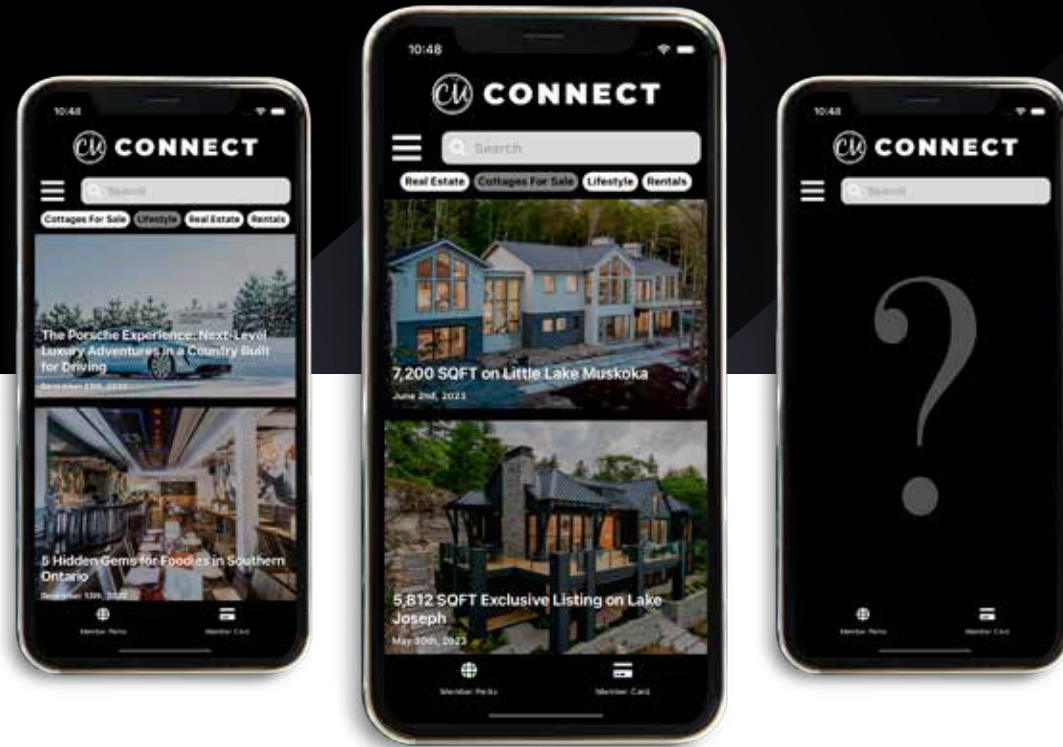 10:48
CU CONNECT
Search
Cottages For Sale Lifestyle Real Estate Rentals
The Porsche Experience: Next-Level
Luxury Adventures in a Country Built
for Driving
5 Hidden Gems for Foodies in Southern
Ontario
Member Perks Member Card
10:48
CU CONNECT
Search
Real Estate Cottages For Sale Lifestyle Rentals
7,200 SQFT on Little Lake Muskoka
June 2nd, 2023
5,812 SQFT Exclusive Listing on Lake
Joseph
May 30th, 2023
Member Perks Member Card
10:48
CU CONNECT
Search
?
Member Perks Member Card